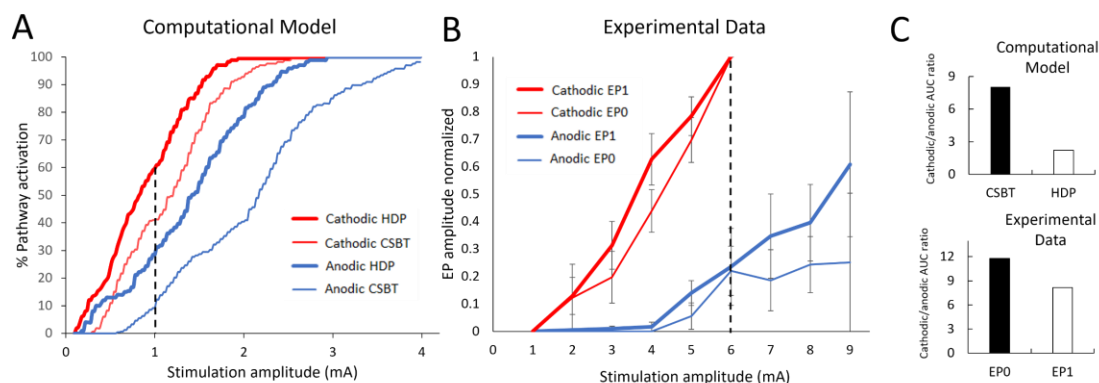 A
Computational Model
% Pathway activation
100
90
80
70
60
50
40
30
20
10
0
Cathodic HDP
Cathodic CSBT
Anodic HDP
Anodic CSBT
0 1 2 3 4
Stimulation amplitude (mA)
B
Experimental Data
EP amplitude normalized
1
0.9
0.8
0.7
0.6
0.5
0.4
0.3
0.2
0.1
0
Cathodic EP1
Cathodic EP0
Anodic EP1
Anodic EP0
0 1 2 3 4 5 6 7 8 9
Stimulation amplitude (mA)
C
Computational
Model
Cathodic/anodic AUC ratio
9
6
3
0
CSBT HDP
Experimental
Data
Cathodic/anodic AUC ratio
12
9
6
3
0
EP0 EP1